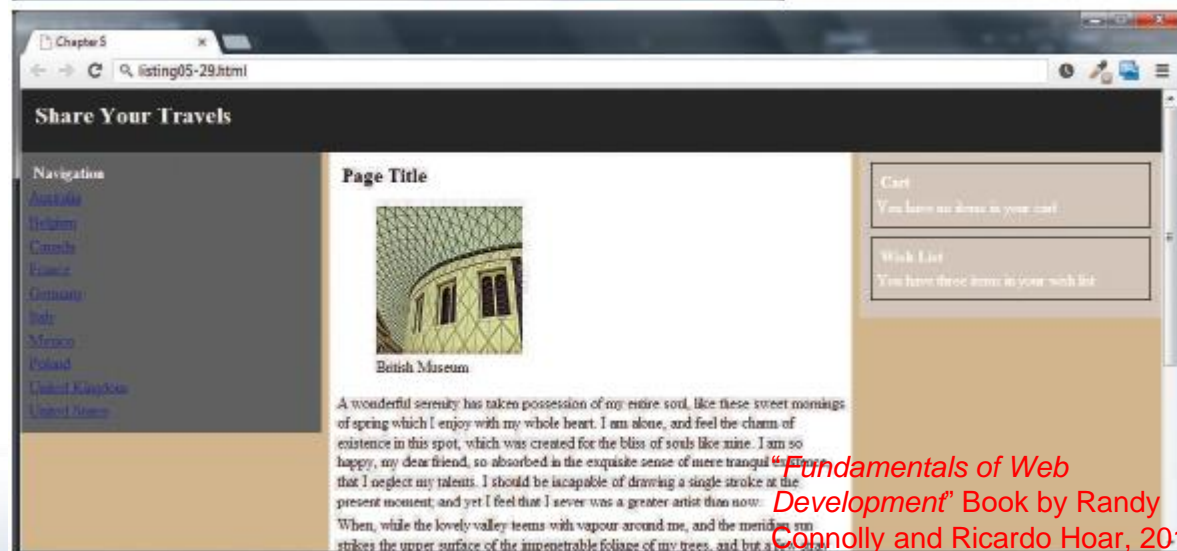 Chapter 5
listing05-29.html
Share Your Travels
Navigation
Australia
Belgium
Canada
France
Germany
Italy
Mexico
Poland
United Kingdom
United States
Page Title
British Museum
A wonderful serenity has taken possession of my entire soul, like these sweet mornings
of spring which I enjoy with my whole heart. I am alone, and feel the charm of
existence in this spot, which was created for the bliss of souls like mine. I am so
happy, my dear friend, so absorbed in the exquisite sense of mere tranquil existence,
that I neglect my talents. I should be incapable of drawing a single stroke at the
present moment; and yet I feel that I never was a greater artist than now.
When, while the lovely valley teems with vapour around me, and the meridian sun
strikes the upper surface of the impenetrable foliage of my trees, and but a few stray
Cart
You have no items in your cart
Wish List
You have three items in your wish list
"Fundamentals of Web
Development" Book by Randy
Connolly and Ricardo Hoar,